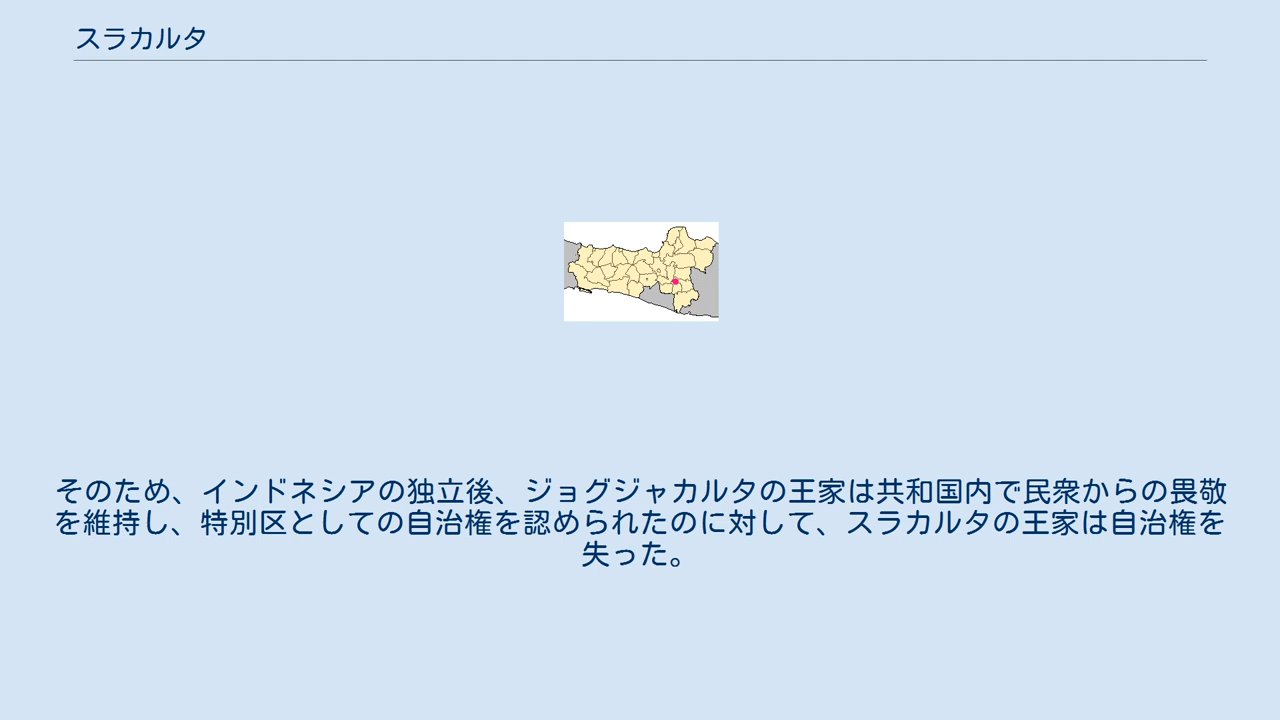 スラカルタ
そのため、インドネシアの独立後、ジョグジャカルタの王家は共和国内で民衆からの畏敬
を維持し、特別区としての自治権を認められたのに対して、スラカルタの王家は自治権を
失った。